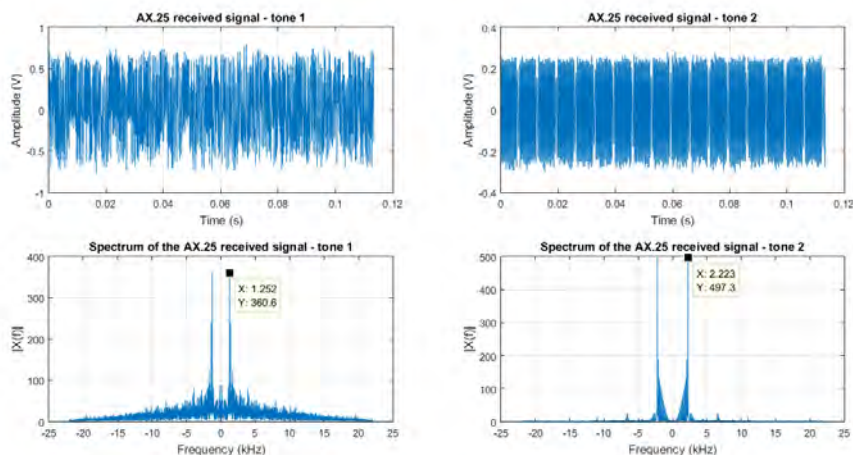 AX.25 received signal - tone 1
1
0.5
0
-0.5
-1
Amplitude (V)
0 0.02 0.04 0.06 0.08 0.1 0.12
Time (s)
AX.25 received signal - tone 2
0.4
0.2
0
-0.2
-0.4
Amplitude (V)
0 0.02 0.04 0.06 0.08 0.1 0.12
Time (s)
Spectrum of the AX.25 received signal - tone 1
400
300
200
100
0
|X(f)|
X: 1.252
Y: 360.6
-25 -20 -15 -10 -5 0 5 10 15 20 25
Frequency (kHz)
Spectrum of the AX.25 received signal - tone 2
500
400
300
200
100
0
|X(f)|
X: 2.223
Y: 497.3
-25 -20 -15 -10 -5 0 5 10 15 20 25
Frequency (kHz)